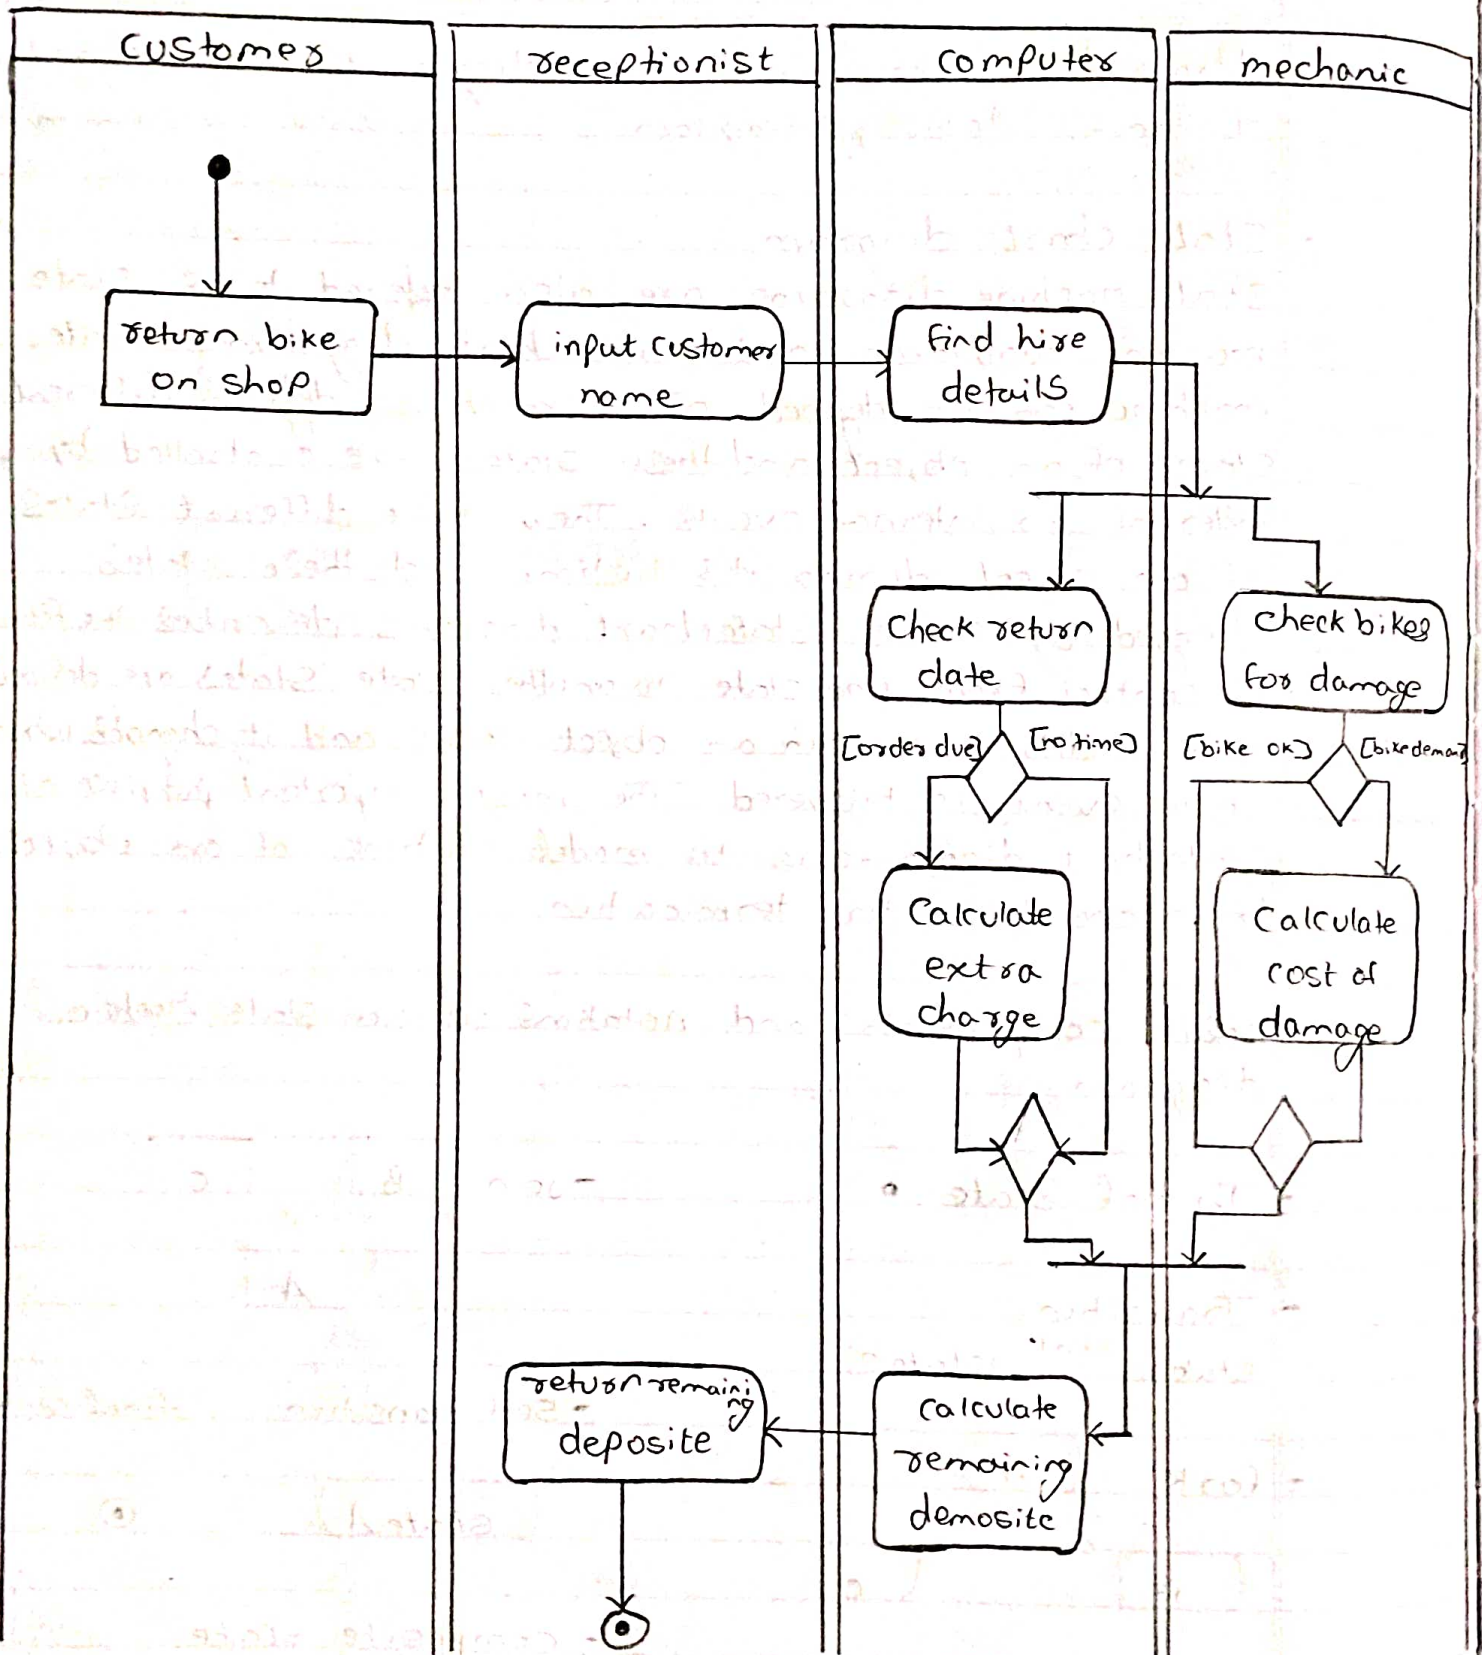 customer
receptionist
computer
mechanic
return bike
on shop
input customer
name
find hire
details
Check return
date
Check bikes
for damage
[order due]
[no time]
[bike ok]
Calculate
extra
charge
Calculate
cost of
damage
return remaini
ng
deposite
calculate
remaining
demosite